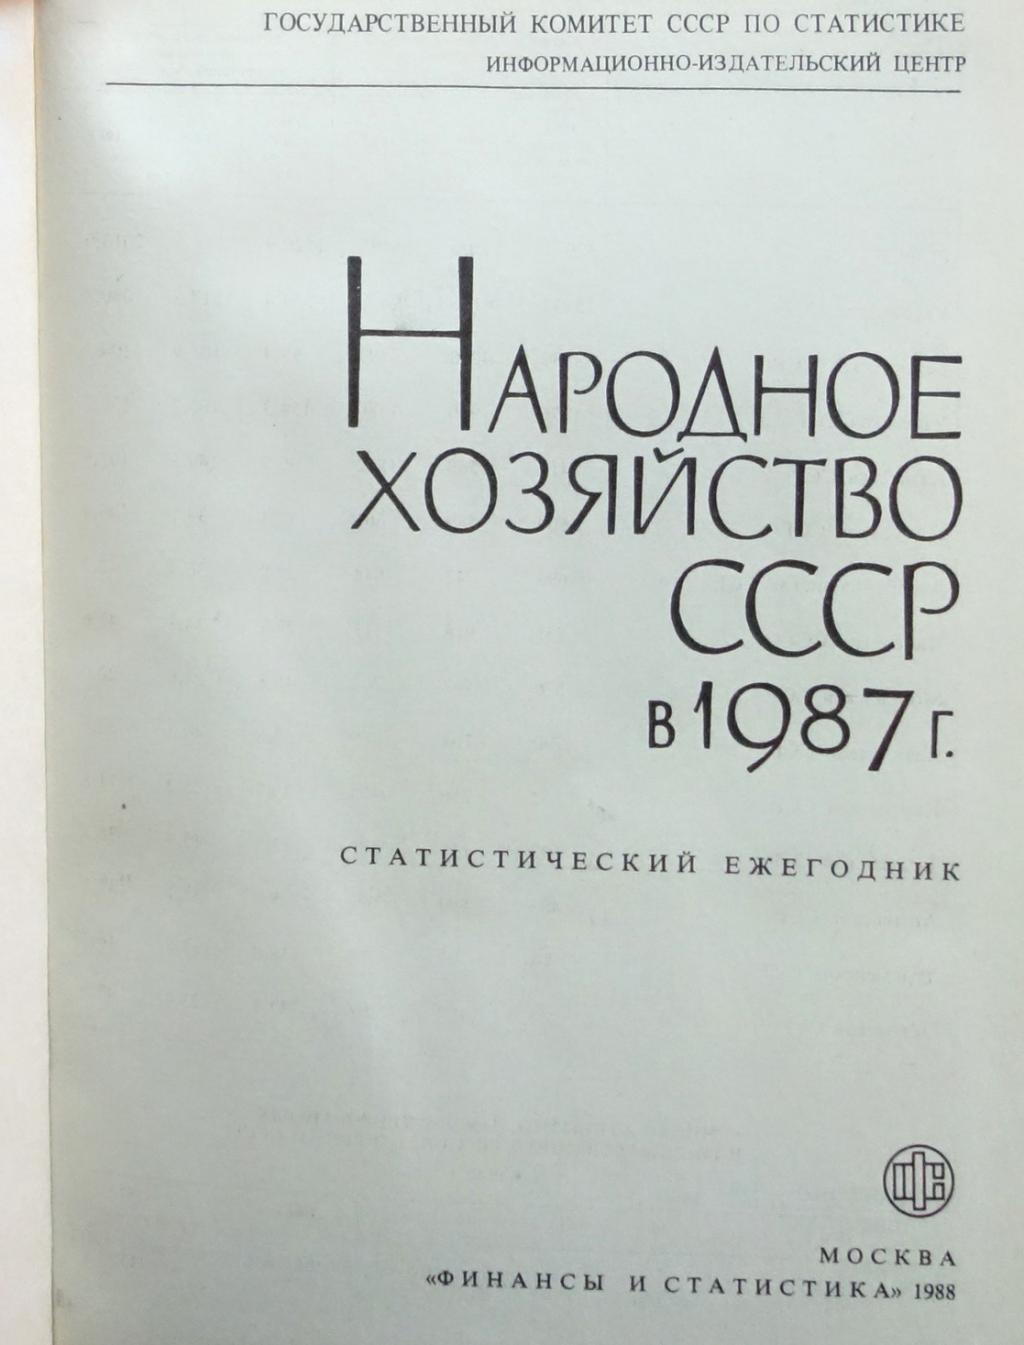 ГОСУДАРСТВЕННЫЙ КОМИТЕТ СССР ПО СТАТИСТИКЕ
ИНФОРМАЦИОННО-ИЗДАТЕЛЬСКИЙ ЦЕНТР
НАРОДНОЕ
ХОЗЯЙСТВО
СССР
в 1987 г.
СТАТИСТИЧЕСКИЙ ЕЖЕГОДНИК
МОСКВА
«ФИНАНСЫ И СТАТИСТИКА» 1988